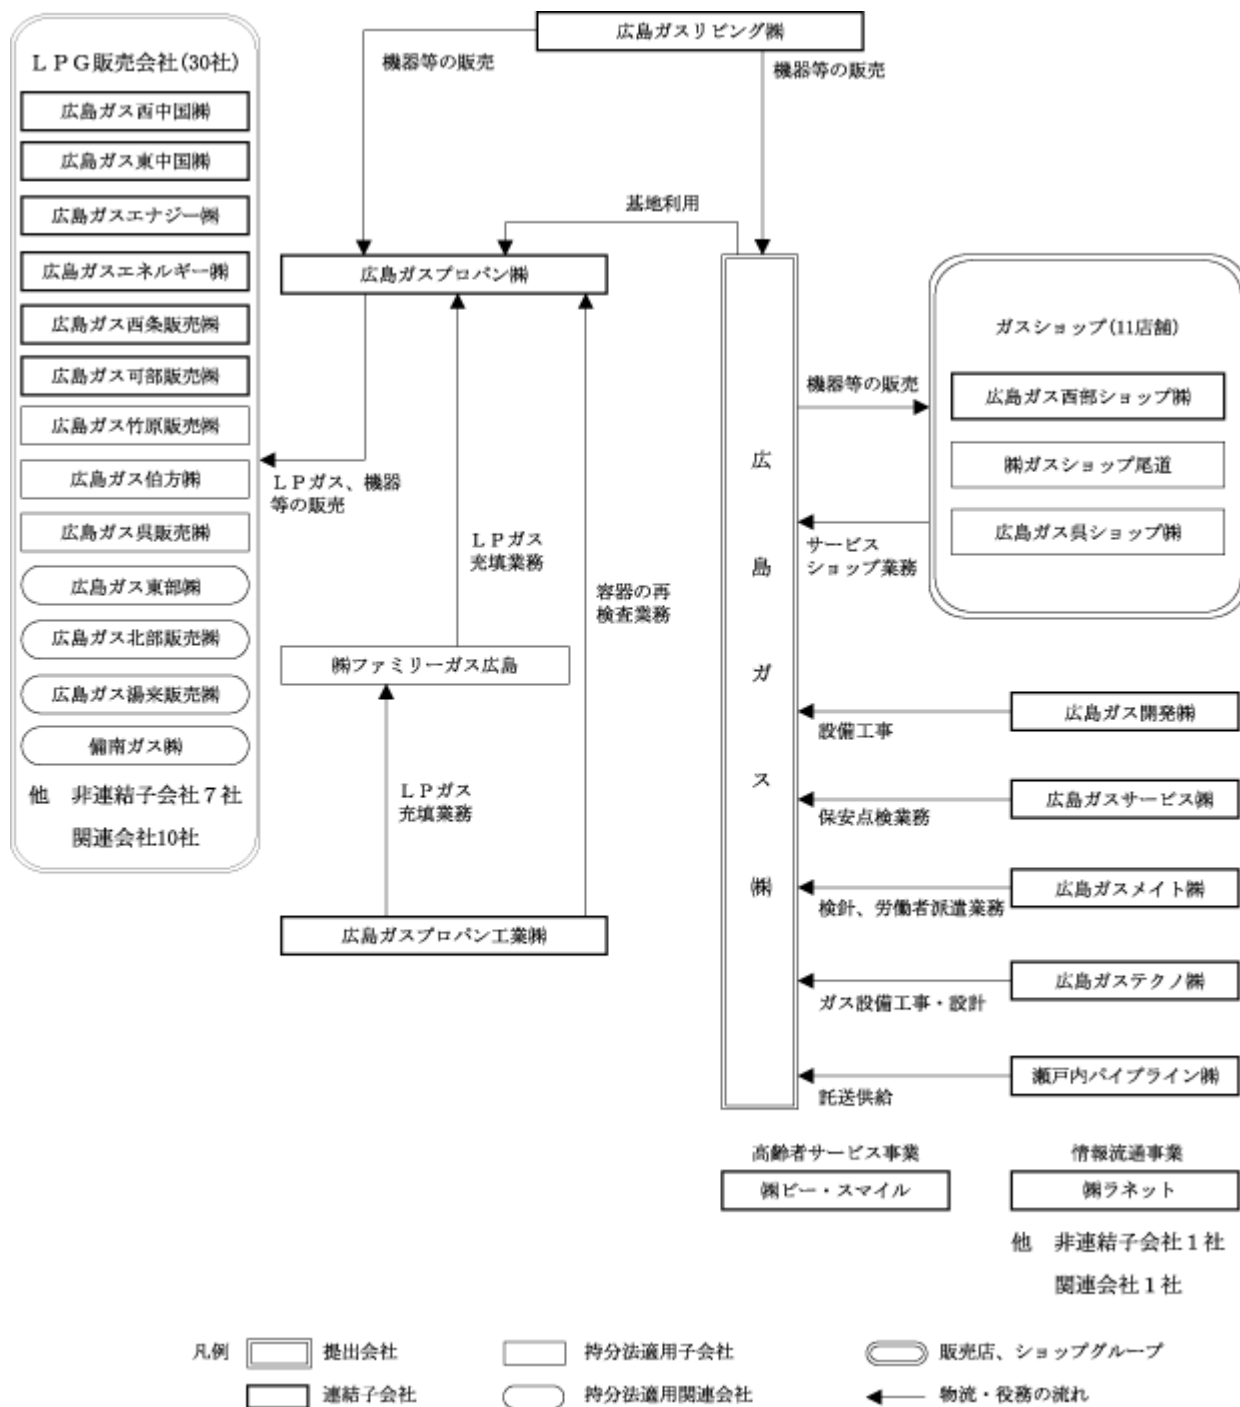 広島ガスリビング㈱
機器等の販売
機器等の販売
ＬＰＧ販売会社(30社)
広島ガス西中国㈱
広島ガス東中国㈱
広島ガスエナジー㈱
広島ガスエネルギー㈱
広島ガス西条販売㈱
広島ガス可部販売㈱
広島ガス竹原販売㈱
広島ガス伯方㈱
広島ガス呉販売㈱
広島ガス東部㈱
広島ガス北部販売㈱
広島ガス湯来販売㈱
備南ガス㈱
他　非連結子会社７社
関連会社10社
基地利用
広島ガスプロパン㈱
ＬＰガス、機器
等の販売
ＬＰガス
充填業務
容器の再
検査業務
㈱ファミリーガス広島
ＬＰガス
充填業務
広島ガスプロパン工業㈱
広島ガス㈱
機器等の販売
サービス
ショップ業務
ガスショップ(11店舗)
広島ガス西部ショップ㈱
㈱ガスショップ尾道
広島ガス呉ショップ㈱
広島ガス開発㈱
設備工事
広島ガスサービス㈱
保安点検業務
広島ガスメイト㈱
検針、労働者派遣業務
広島ガステクノ㈱
ガス設備工事・設計
瀬戸内パイプライン㈱
託送供給
高齢者サービス事業
㈱ビー・スマイル
情報流通事業
㈱ラネット
他　非連結子会社１社
関連会社１社
凡例　提出会社　持分法適用子会社　販売店、ショップグループ
連結子会社　持分法適用関連会社　物流・役務の流れ